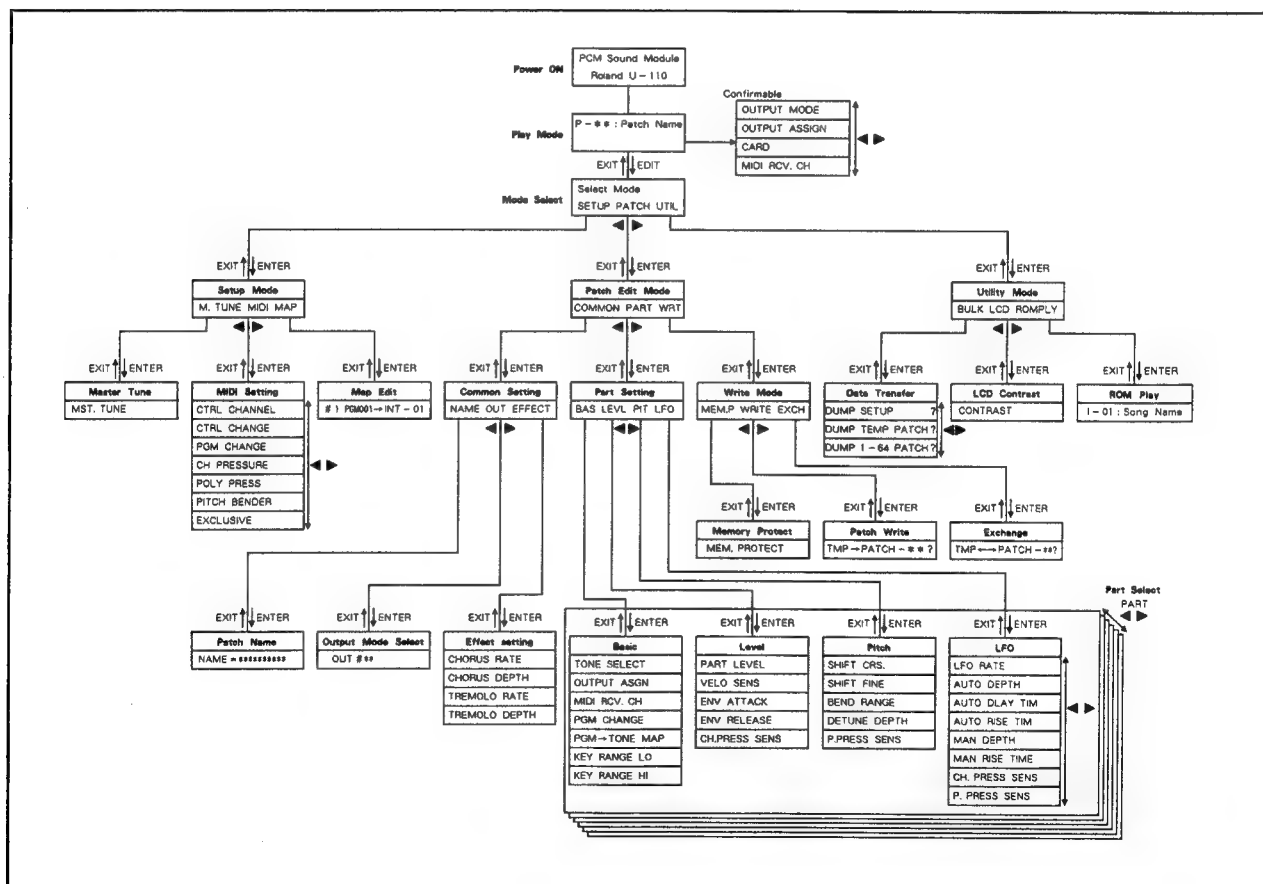 Power ON
PCM Sound Module
Roland U-110
Confirmable
OUTPUT MODE
OUTPUT ASSIGN
CARD
MIDI RCV. CH
Play Mode
P-**: Patch Name
EXIT EDIT
Mode Select
Select Mode
SETUP PATCH UTIL
EXIT ENTER
Setup Mode
M. TUNE MIDI MAP
EXIT ENTER
Patch Edit Mode
COMMON PART WRT
EXIT ENTER
Utility Mode
BULK LCD ROMPLY
EXIT ENTER
Master Tune
MST. TUNE
EXIT ENTER
MIDI Setting
CTRL CHANNEL
CTRL CHANGE
PGM CHANGE
CH PRESSURE
POLY PRESS
PITCH BENDER
EXCLUSIVE
EXIT ENTER
Map Edit
#1 PGM001→INT-01
EXIT ENTER
Common Setting
NAME OUT EFFECT
EXIT ENTER
Part Setting
BAS LEVL PIT LFO
EXIT ENTER
Write Mode
MEM.P WRITE EXCH
EXIT ENTER
Data Transfer
DUMP SETUP ?
DUMP TEMP PATCH?
DUMP I-64 PATCH?
EXIT ENTER
LCD Contrast
CONTRAST
EXIT ENTER
ROM Play
I-01: Song Name
EXIT ENTER
Memory Protect
MEM. PROTECT
EXIT ENTER
Patch Write
TMP→PATCH-**?
EXIT ENTER
Exchange
TMP←→PATCH-**?
Part Select
PART
EXIT ENTER
Patch Name
NAME=**********
EXIT ENTER
Output Mode Select
OUT #**
EXIT ENTER
Effect setting
CHORUS RATE
CHORUS DEPTH
TREMOLO RATE
TREMOLO DEPTH
EXIT ENTER
Basic
TONE SELECT
OUTPUT ASGN
MIDI RCV. CH
PGM CHANGE
PGM→TONE MAP
KEY RANGE LO
KEY RANGE HI
EXIT ENTER
Level
PART LEVEL
VELO SENS
ENV ATTACK
ENV RELEASE
CH.PRESS SENS
EXIT ENTER
Pitch
SHIFT CRS.
SHIFT FINE
BEND RANGE
DETUNE DEPTH
P.PRESS SENS
EXIT ENTER
LFO
LFO RATE
AUTO DEPTH
AUTO DLAY TIM
AUTO RISE TIM
MAN DEPTH
MAN RISE TIME
CH. PRESS SENS
P. PRESS SENS